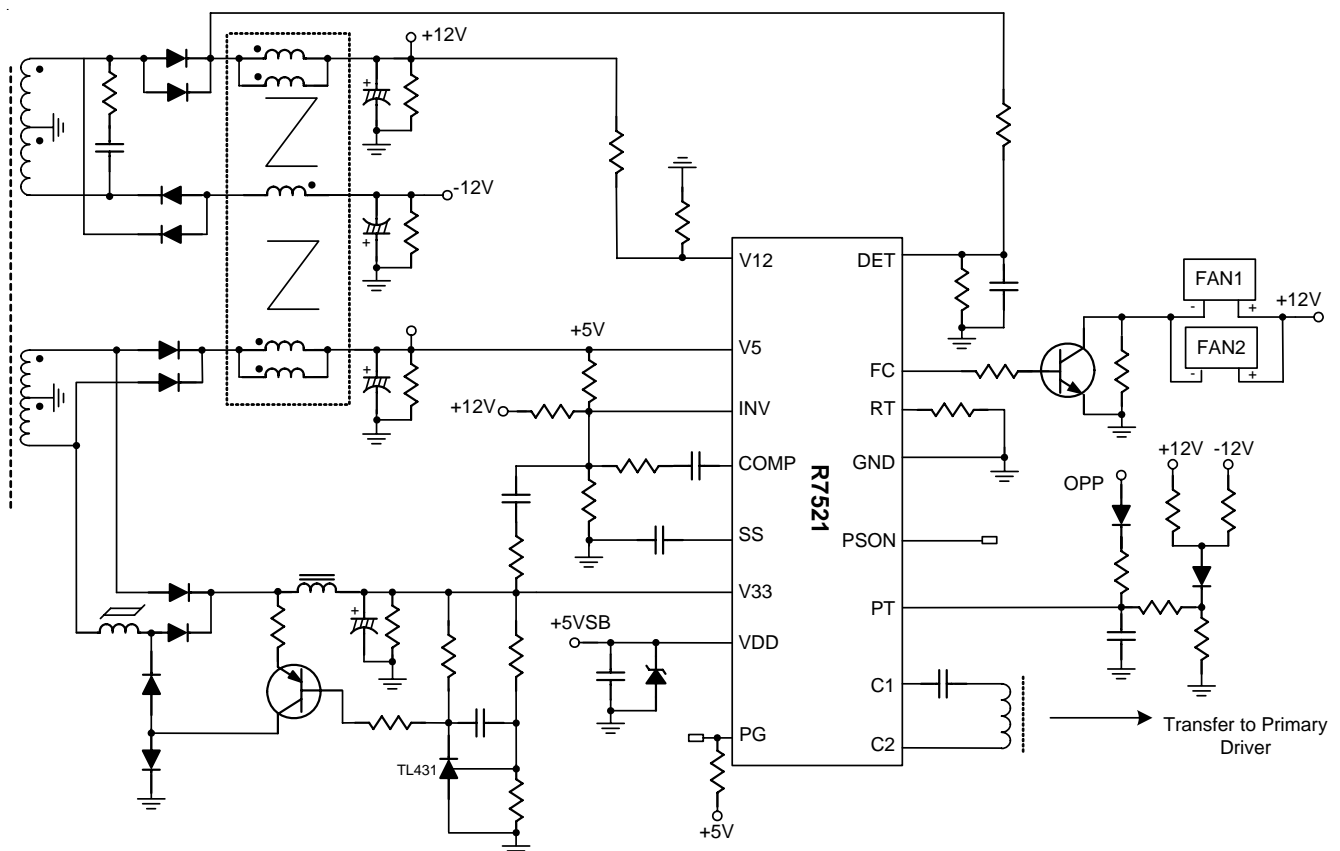 +12V
+
-12V
+
FAN1
V12
DET
+12V
-
+
+5V
FAN2
V5
-
+
+
FC
+12V
INV
RT
COMP
GND
R7521
+12V
-12V
OPP
SS
PSON
V33
PT
+
+5VSB
VDD
C1
PG
C2
Transfer to Primary
Driver
TL431
+5V